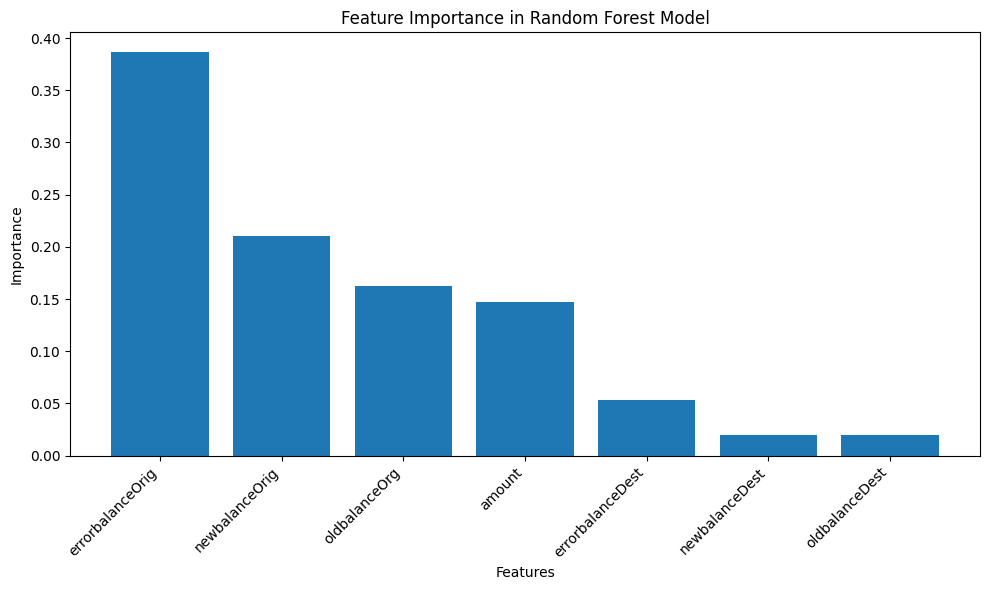 Feature Importance in Random Forest Model
0.40
0.35
0.30
0.25
0.20
0.15
0.10
0.05
0.00
Importance
errorbalanceOrig
newbalanceOrig
oldbalanceOrg
amount
errorbalanceDest
newbalanceDest
oldbalanceDest
Features